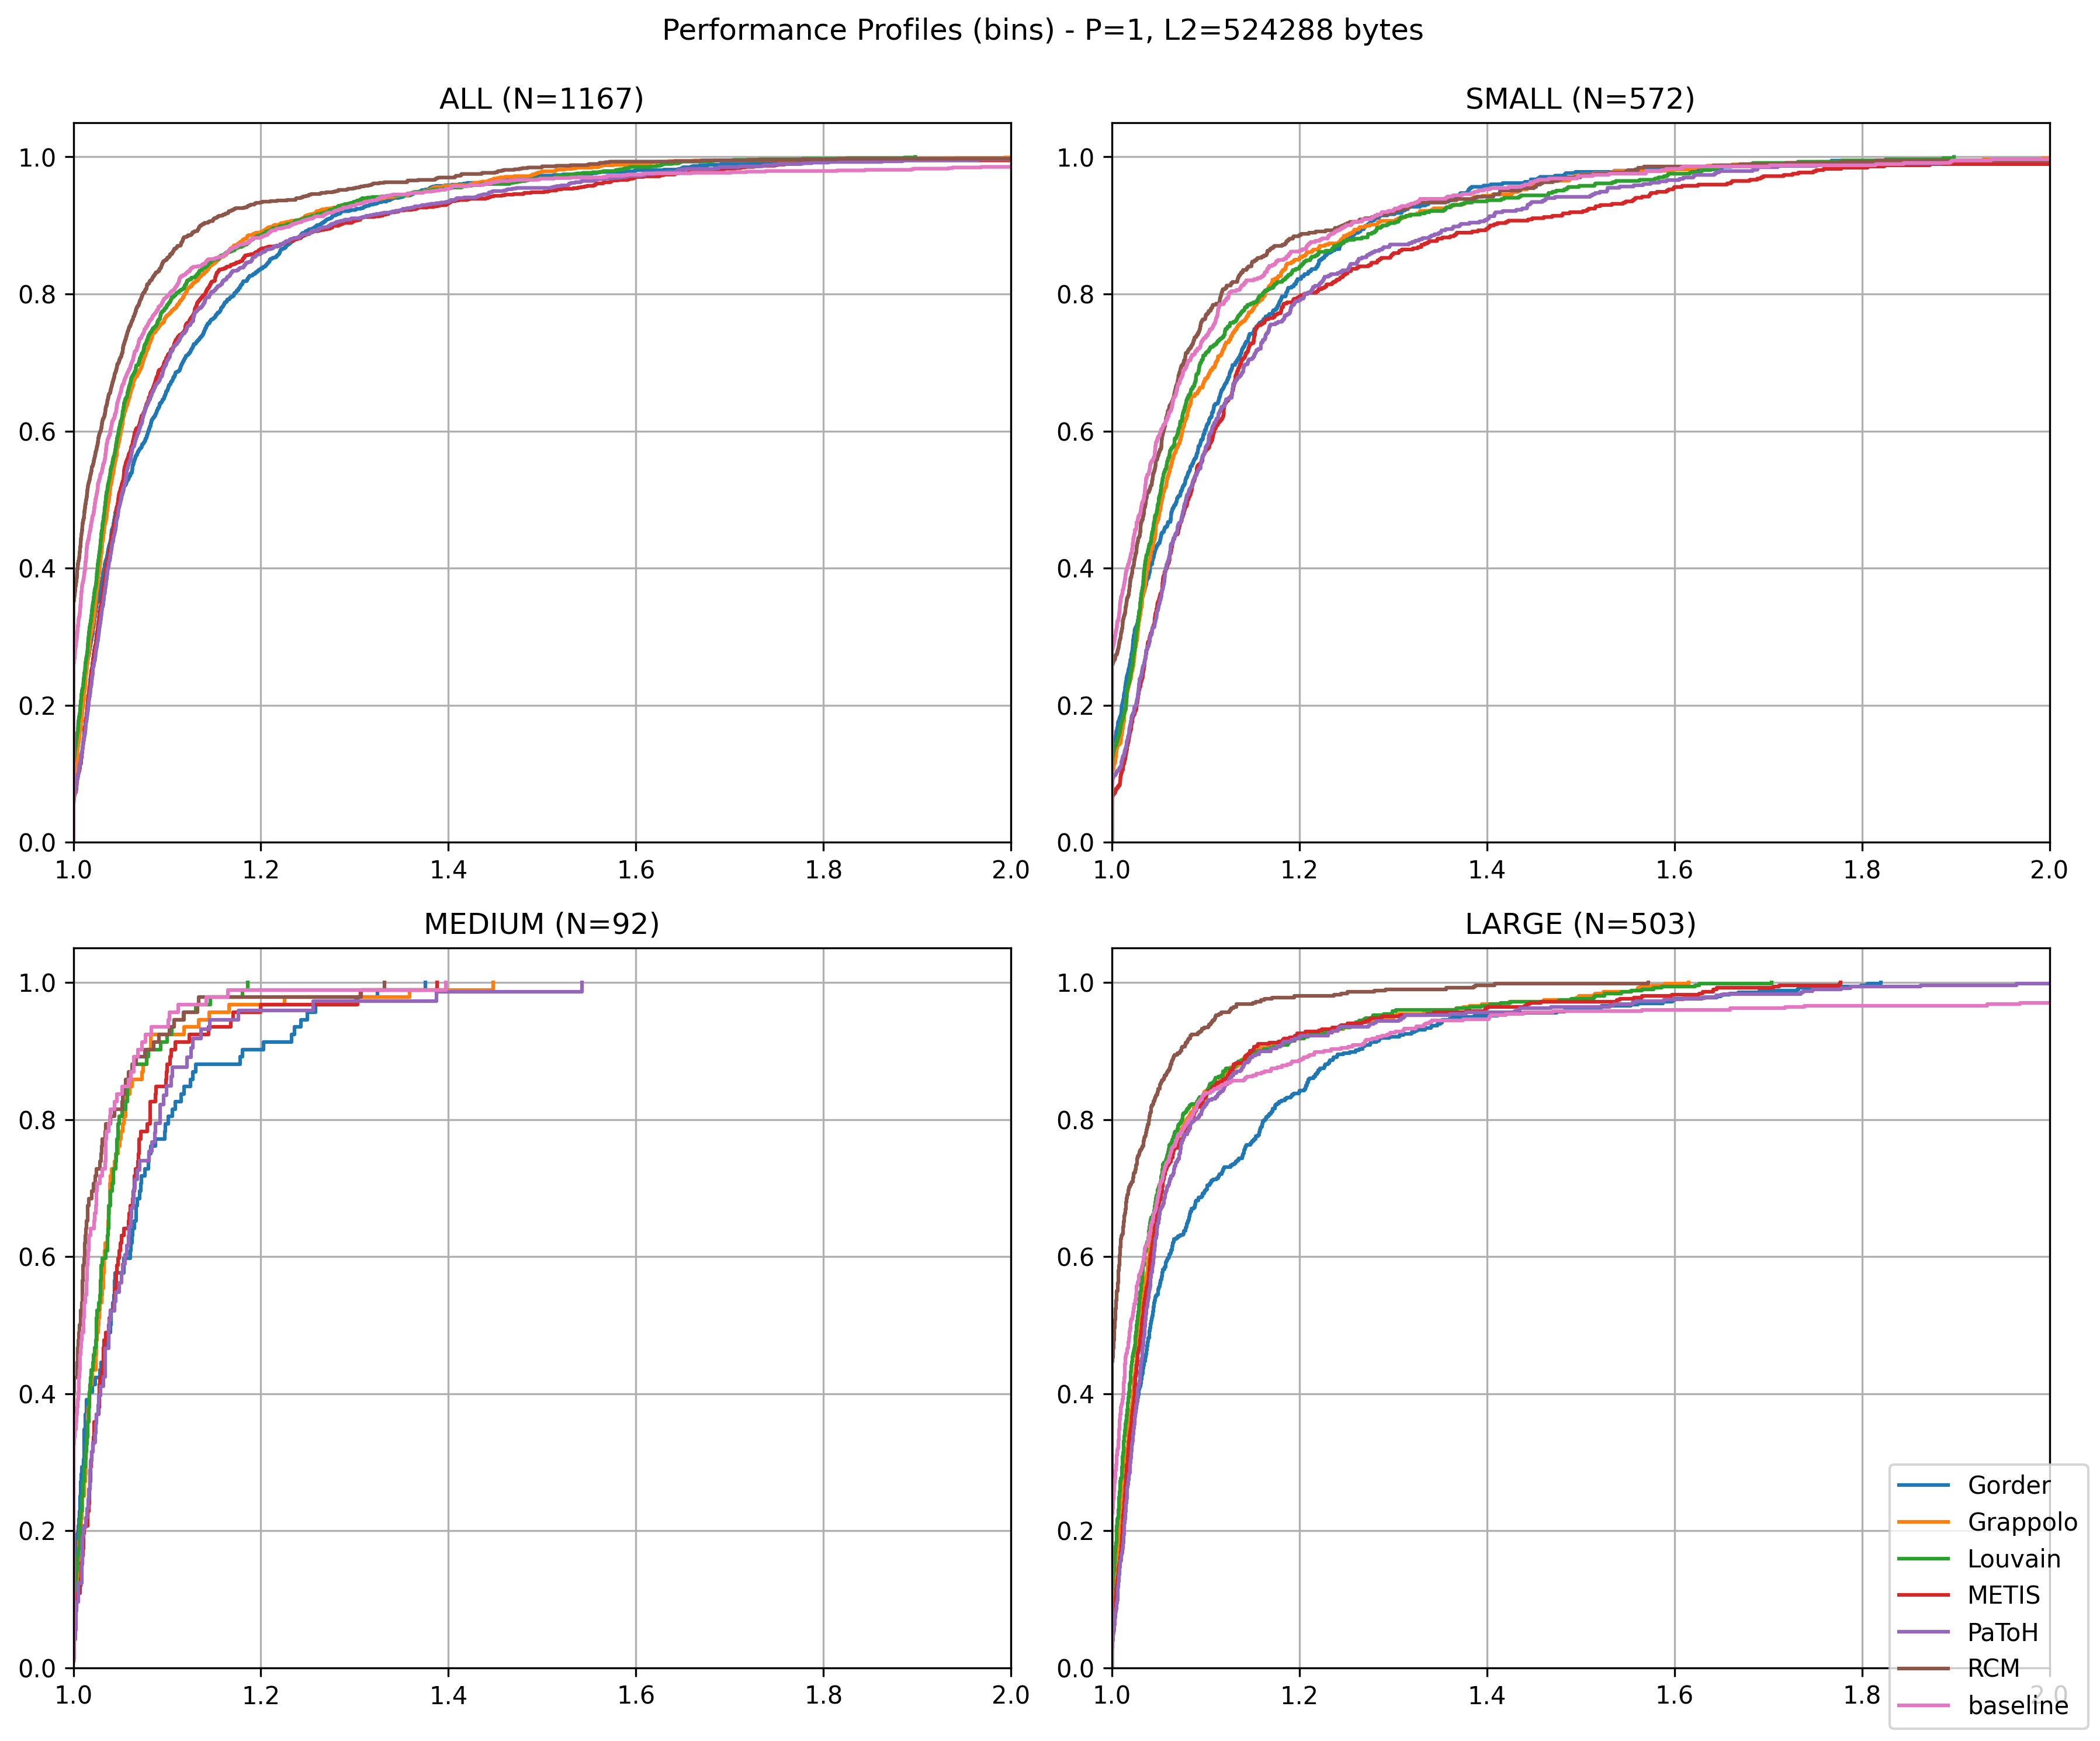 Performance Profiles (bins) - P=1, L2=524288 bytes
ALL (N=1167)
1.0
0.8
0.6
0.4
0.2
0.0
1.0 1.2 1.4 1.6 1.8 2.0
SMALL (N=572)
1.0
0.8
0.6
0.4
0.2
0.0
1.0 1.2 1.4 1.6 1.8 2.0
MEDIUM (N=92)
1.0
0.8
0.6
0.4
0.2
0.0
1.0 1.2 1.4 1.6 1.8 2.0
LARGE (N=503)
1.0
0.8
0.6
0.4
0.2
0.0
1.0 1.2 1.4 1.6 1.8 2.0
Gorder
Grappolo
Louvain
METIS
PaToH
RCM
baseline